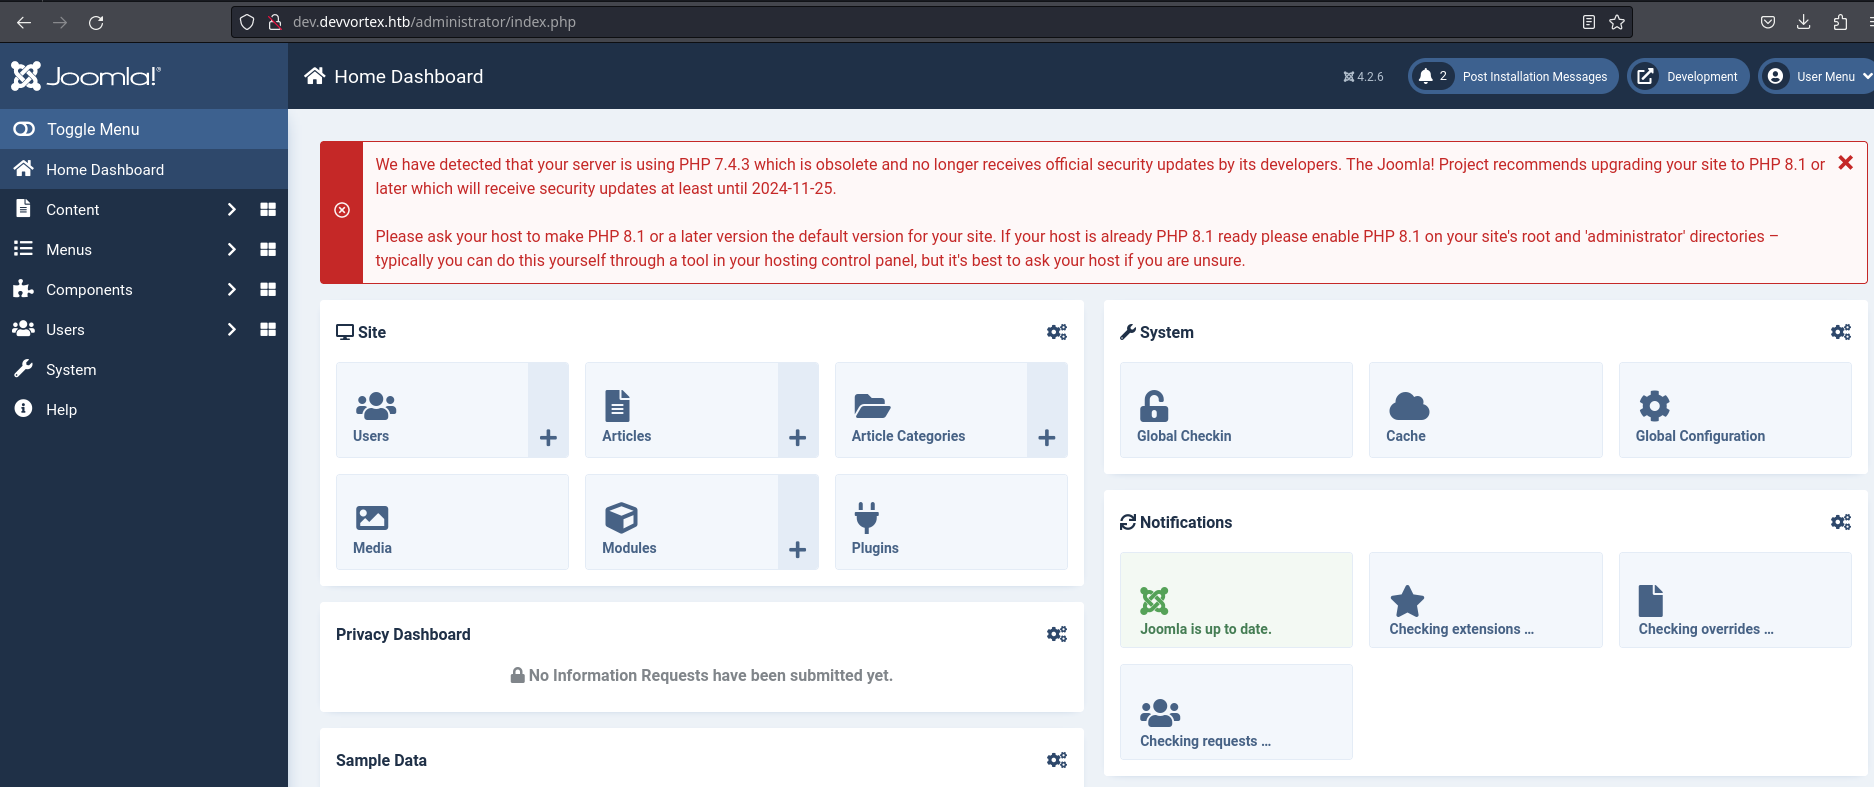 dev.devvortex.htb/administrator/index.php
Joomla!®
Home Dashboard
4.2.6
2
Post Installation Messages
Development
User Menu
Toggle Menu
Home Dashboard
Content
Menus
Components
Users
System
Help
We have detected that your server is using PHP 7.4.3 which is obsolete and no longer receives official security updates by its developers. The Joomla! Project recommends upgrading your site to PHP 8.1 or
later which will receive security updates at least until 2024-11-25.
Please ask your host to make PHP 8.1 or a later version the default version for your site. If your host is already PHP 8.1 ready please enable PHP 8.1 on your site's root and 'administrator' directories –
typically you can do this yourself through a tool in your hosting control panel, but it's best to ask your host if you are unsure.
Site
Users
Articles
Article Categories
Media
Modules
Plugins
Privacy Dashboard
No Information Requests have been submitted yet.
Sample Data
System
Global Checkin
Cache
Global Configuration
Notifications
Joomla is up to date.
Checking extensions ...
Checking overrides ...
Checking requests ...